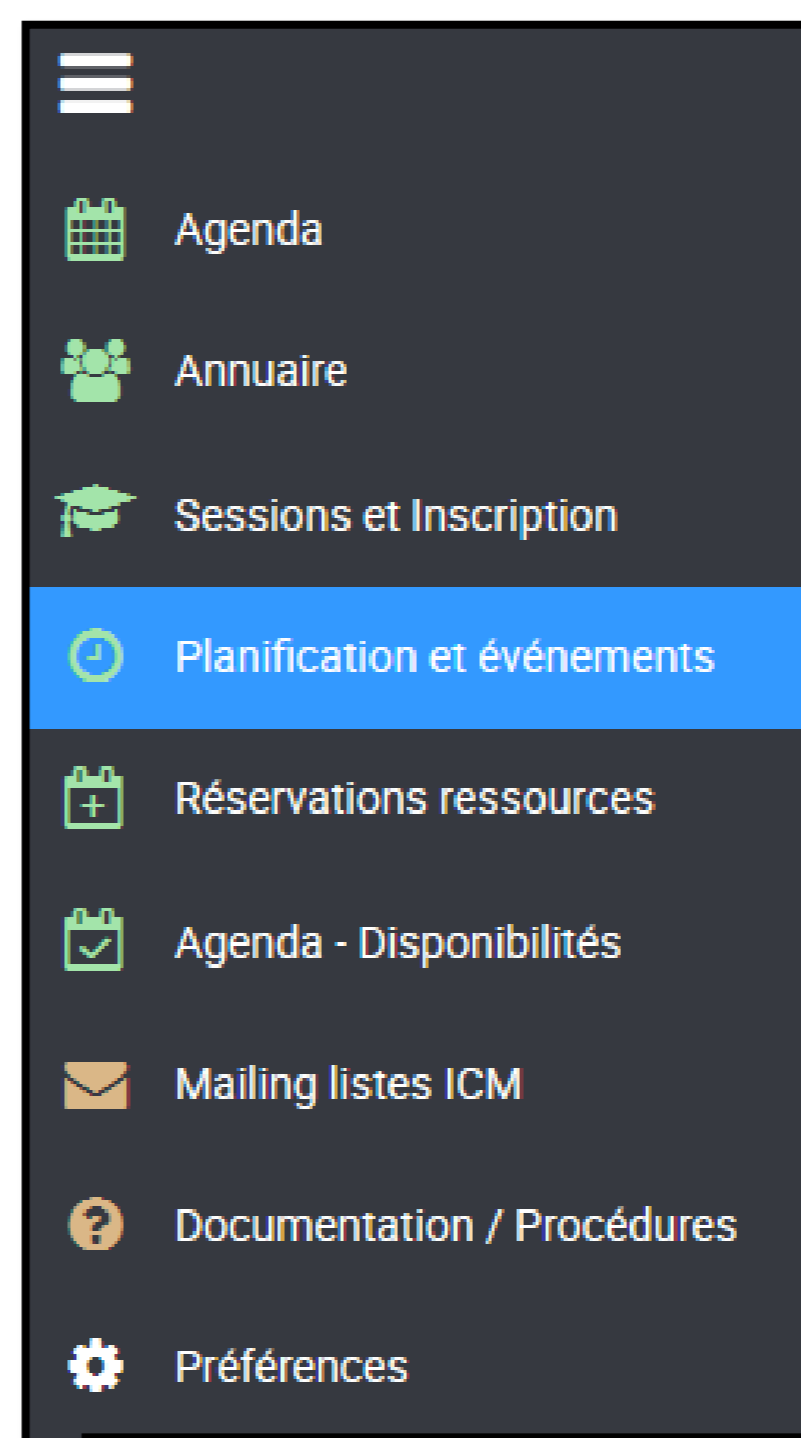 Agenda
Annuaire
Sessions et Inscription
Planification et événements
Réservations ressources
Agenda - Disponibilités
Mailing listes ICM
Documentation / Procédures
Préférences